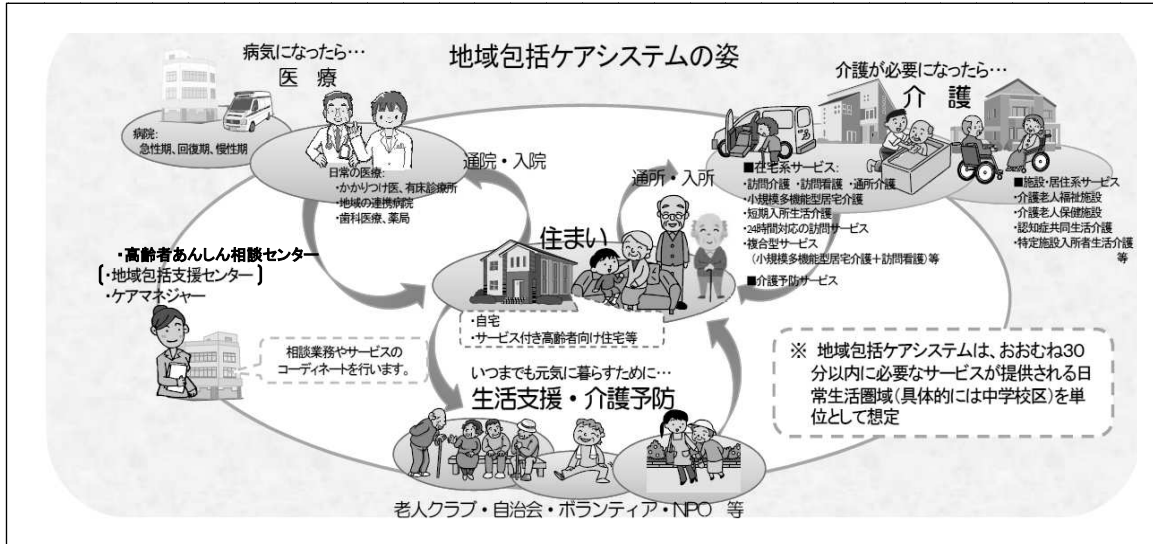 地域包括ケアシステムの姿
病気になったら…
医 療
病院:
急性期、回復期、慢性期
日常の医療:
・かかりつけ医、有床診療所
・地域の連携病院
・歯科医療、薬局
通院・入院
介護が必要になったら…
介 護
通所・入所
■在宅系サービス:
・訪問介護 ・訪問看護 ・通所介護
・小規模多機能型居宅介護
・短期入所生活介護
・24時間対応の訪問サービス
・複合型サービス
（小規模多機能型居宅介護＋訪問看護）等
■介護予防サービス
■施設・居住系サービス
・介護老人福祉施設
・介護老人保健施設
・認知症共同生活介護
・特定施設入所者生活介護
等
住まい
・自宅
・サービス付き高齢者向け住宅等
・高齢者あんしん相談センター
・地域包括支援センター
・ケアマネジャー
相談業務やサービスの
コーディネートを行います。
いつまでも元気に暮らすために…
生活支援・介護予防
老人クラブ・自治会・ボランティア・NPO 等
※ 地域包括ケアシステムは、おおむね30
分以内に必要なサービスが提供される日
常生活圏域（具体的には中学校区）を単
位として想定